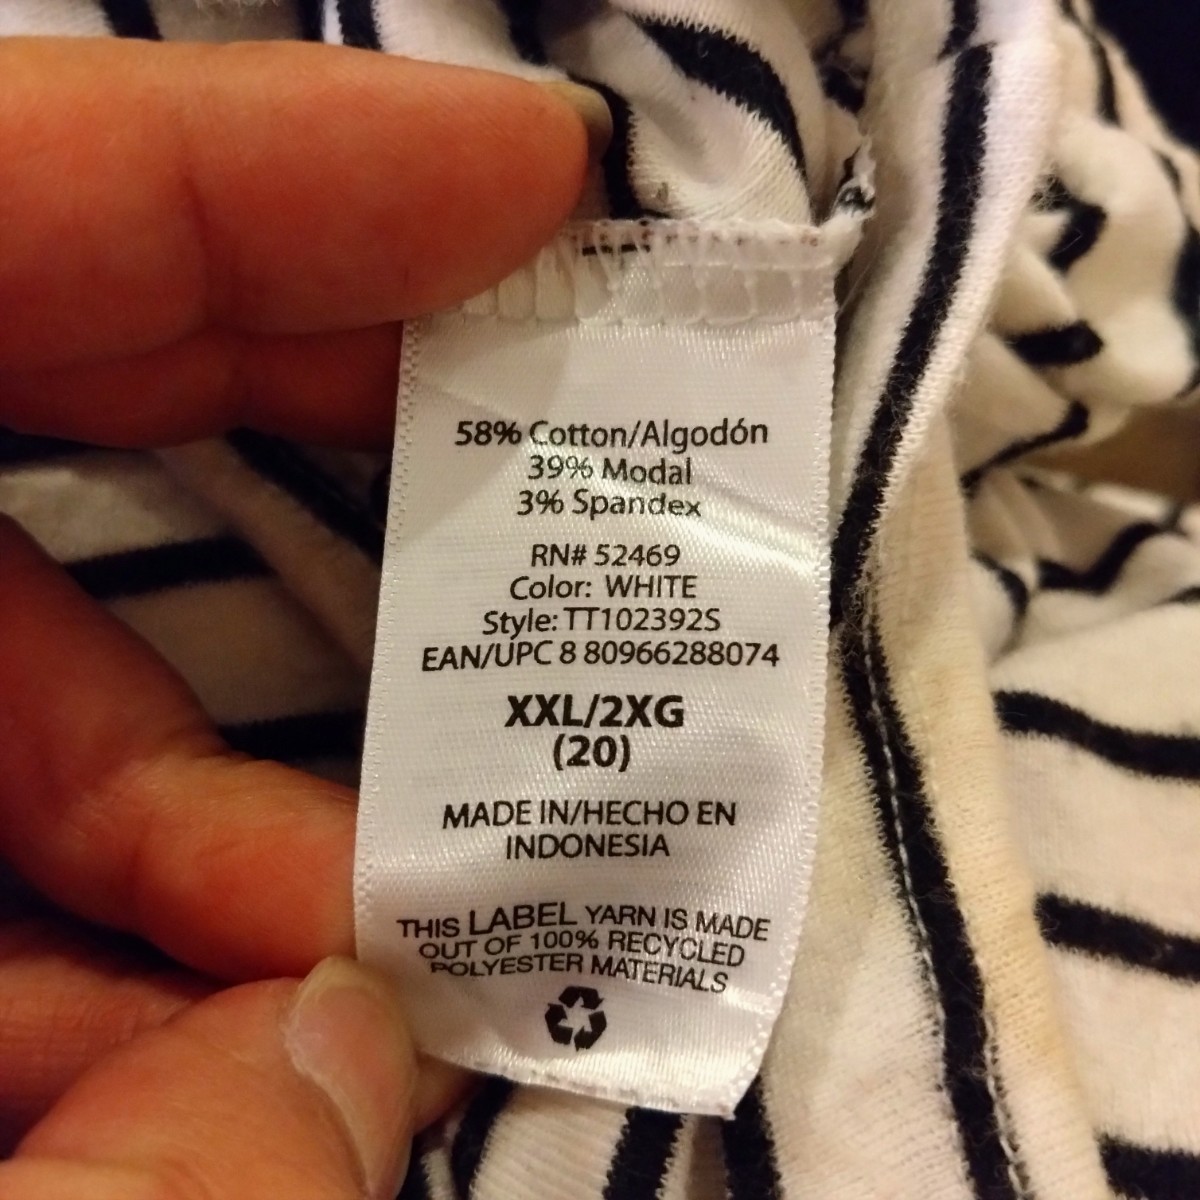 58% Cotton/Algodón
39% Modal
3% Spandex
RN# 52469
Color: WHITE
Style: TT102392S
EAN/UPC 8 80966288074
XXL/2XG
(20)
MADE IN/HECHO EN
INDONESIA
THIS LABEL YARN IS MADE
OUT OF 100% RECYCLED
POLYESTER MATERIALS